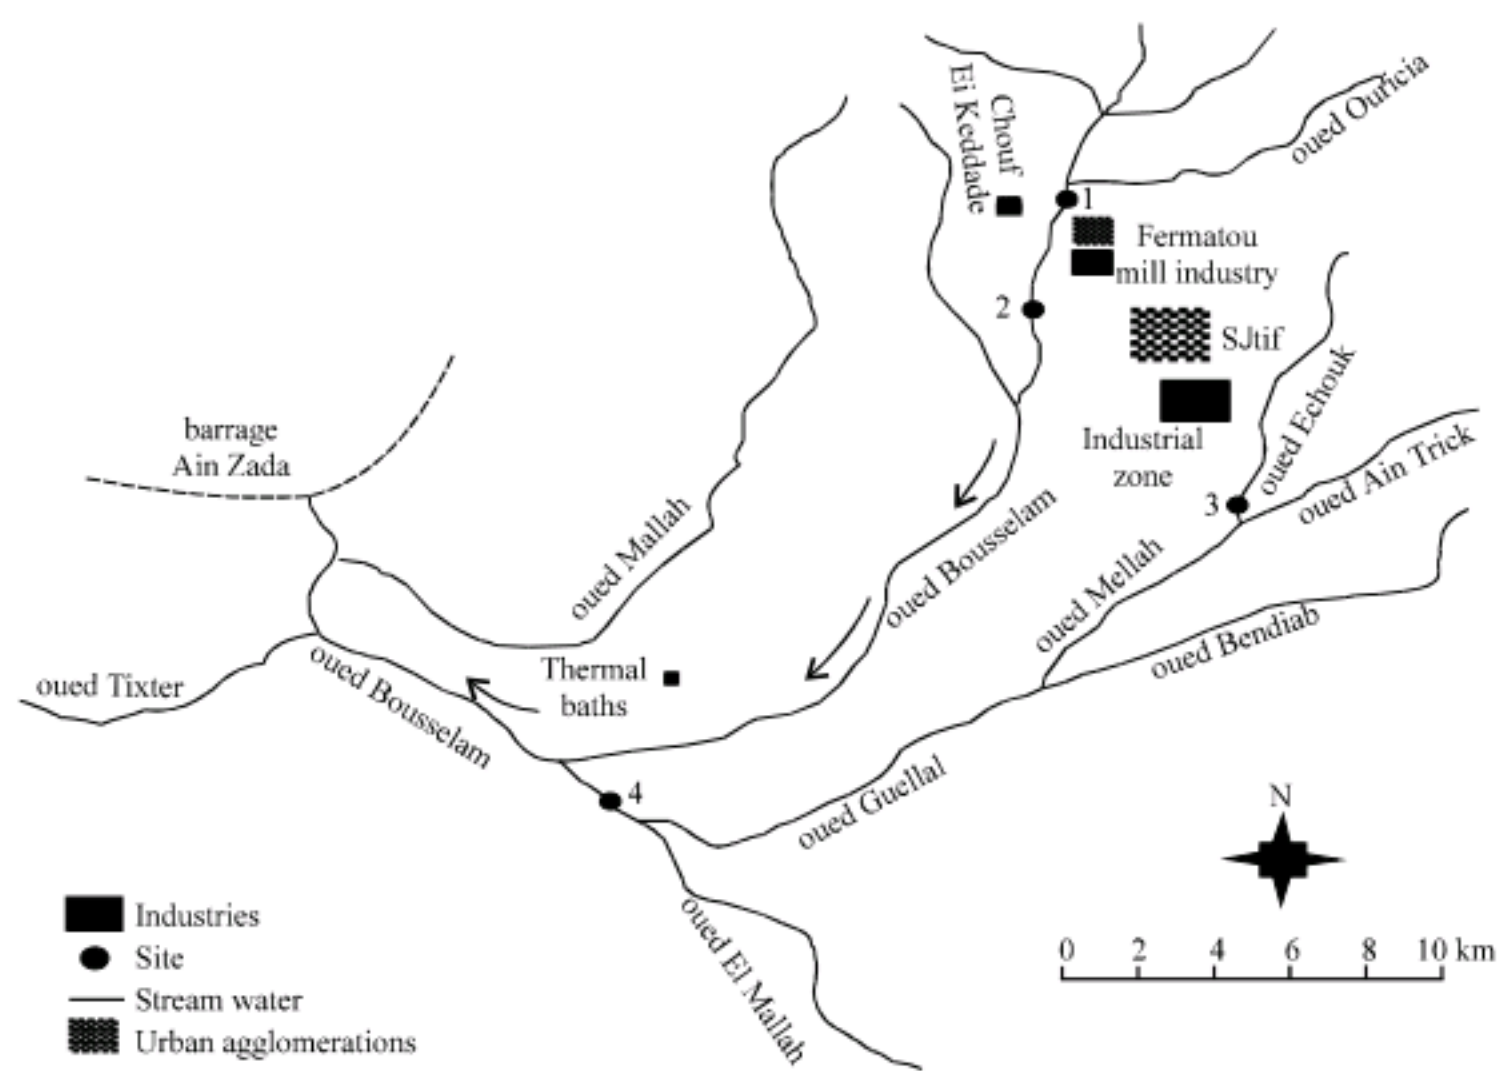 Chouf
Ei Keddade
oued Ouricia
1
Fermatou
mill industry
2
SJtif
Industrial
zone
oued Echouk
oued Ain Trick
3
barrage
Ain Zada
oued Mallah
oued Bousselam
oued Mellah
oued Bendiab
oued Tixter
oued Bousselam
Thermal
baths
4
oued Guellal
oued El Mallah
N
0 2 4 6 8 10 km
Industries
Site
Stream water
Urban agglomerations